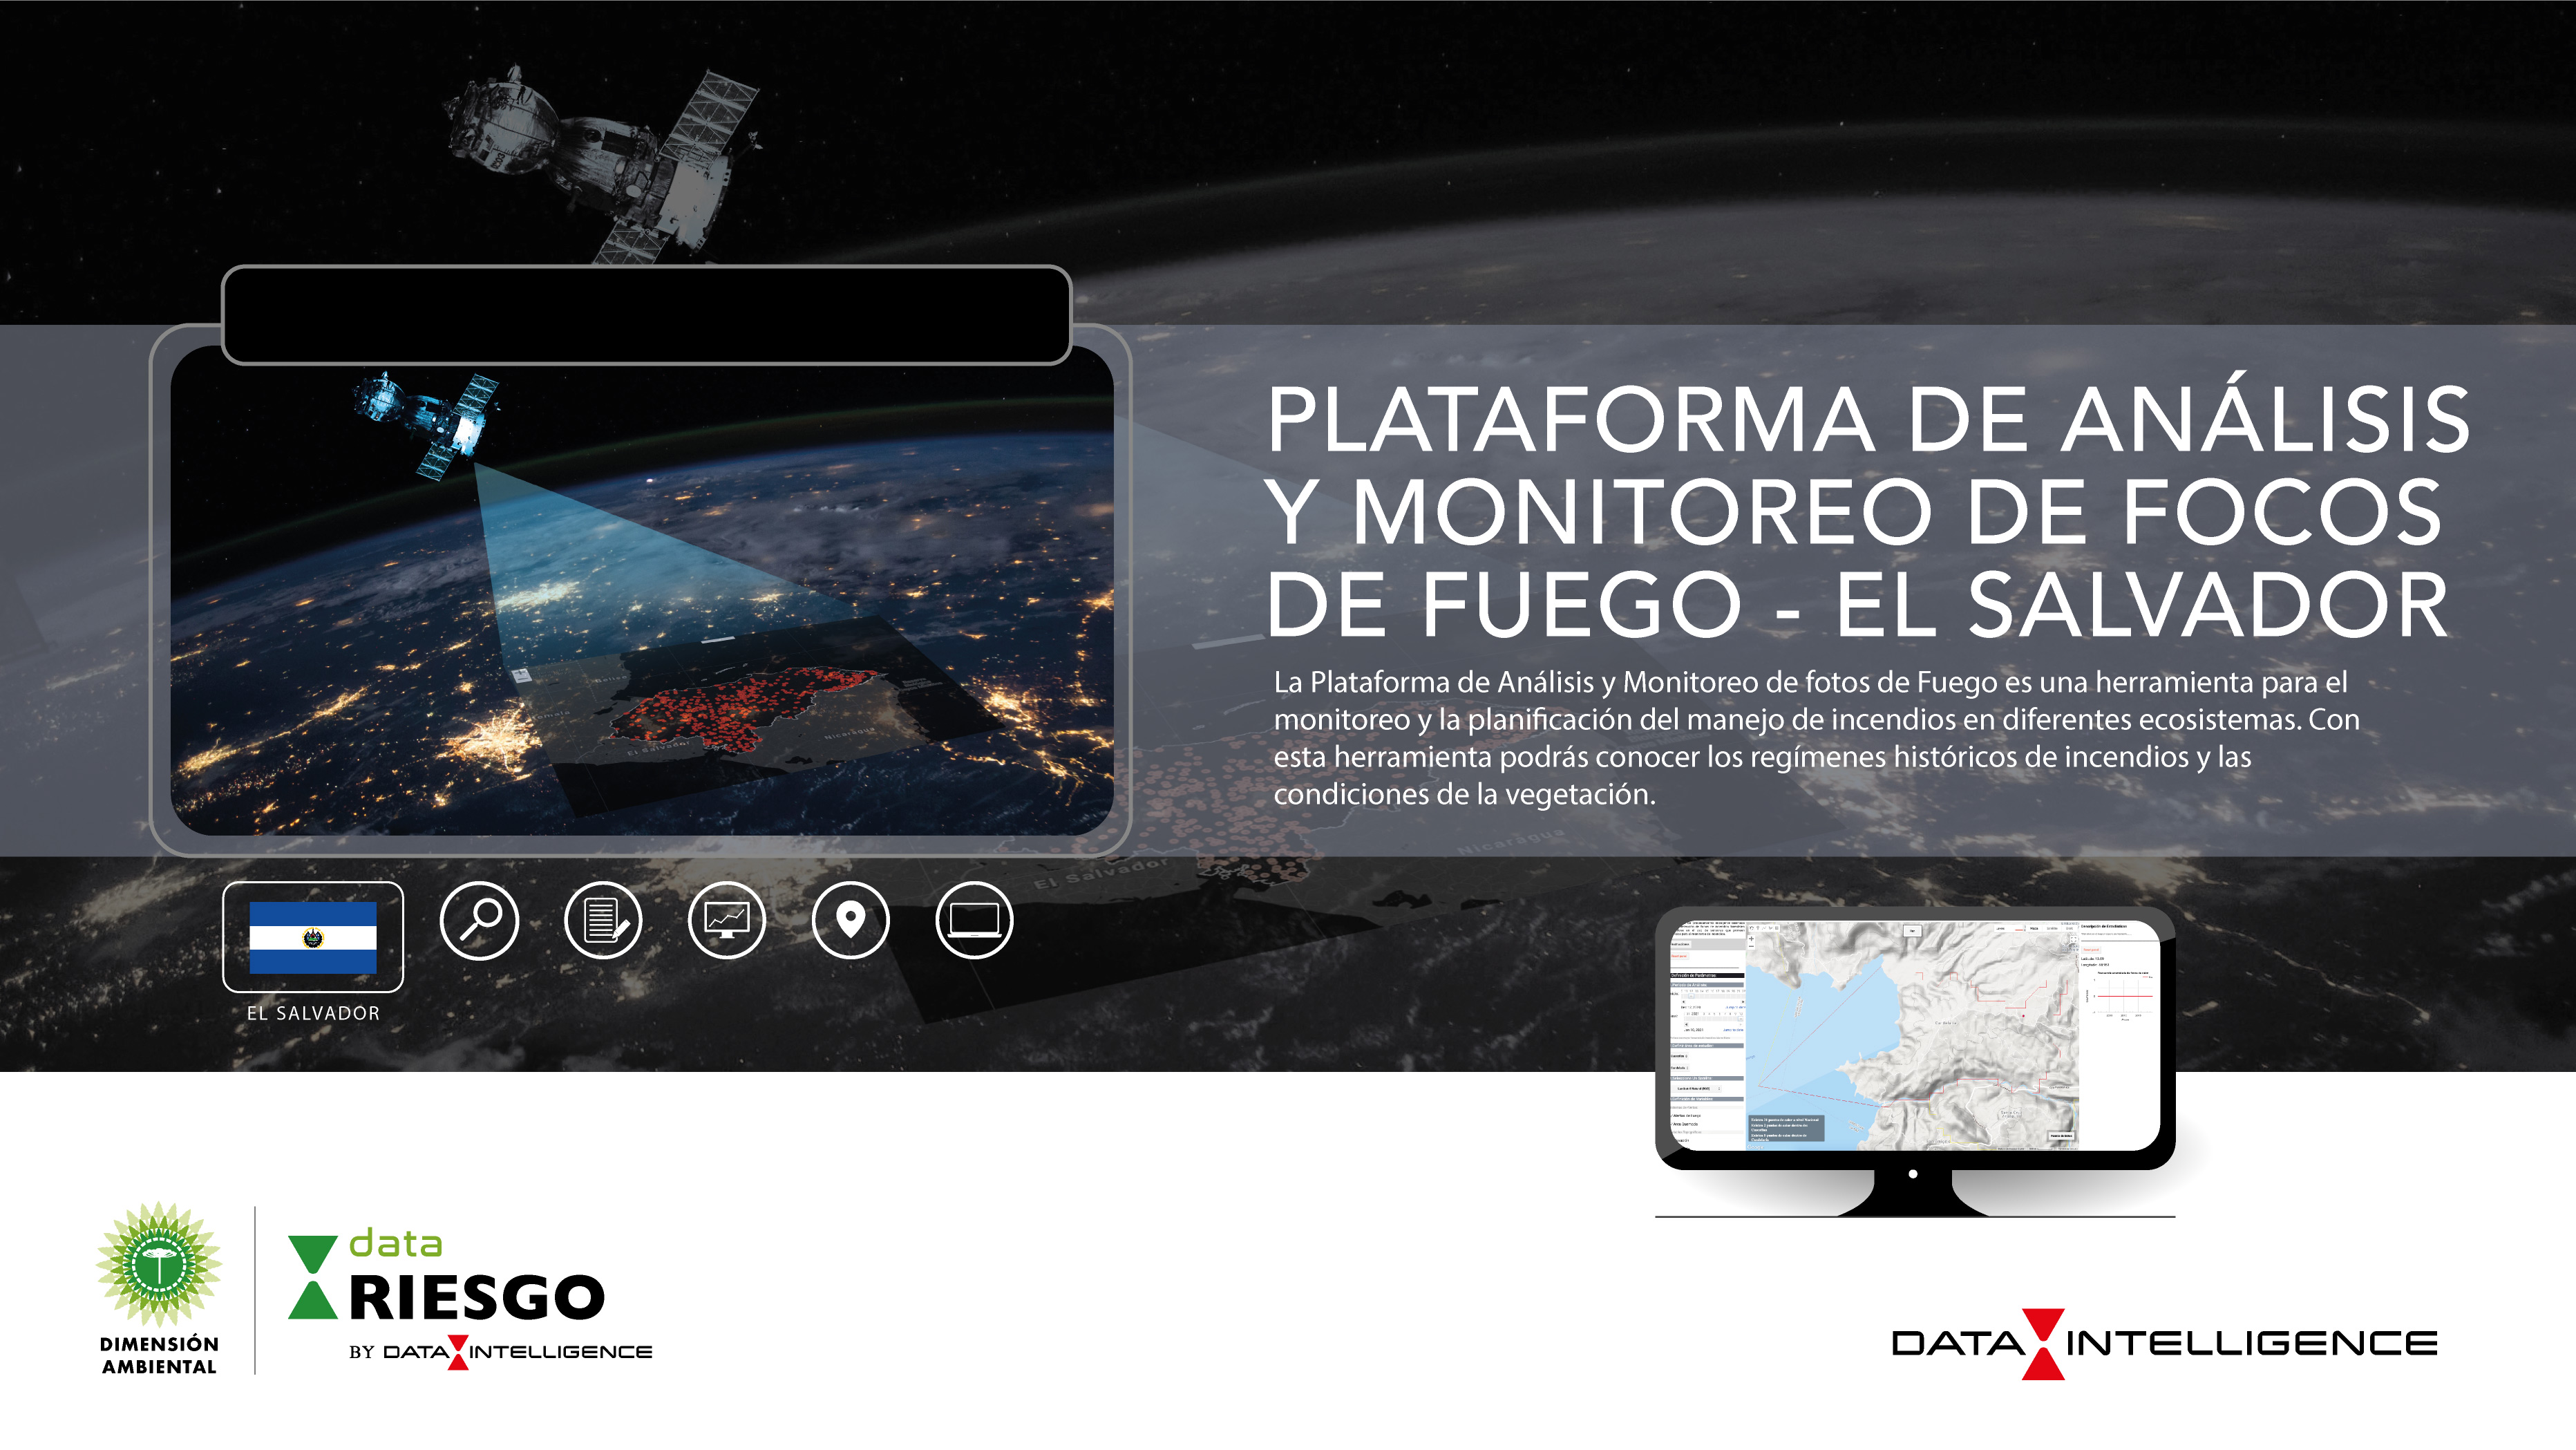 PLATAFORMA DE ANÁLISIS
Y MONITOREO DE FOCOS
DE FUEGO - EL SALVADOR
La Plataforma de Análisis y Monitoreo de fotos de Fuego es una herramienta para el
monitoreo y la planificación del manejo de incendios en diferentes ecosistemas. Con
esta herramienta podrás conocer los regímenes históricos de incendios y las
condiciones de la vegetación.
El Salvador
Nicaragua
El Salvador
Nicaragua
EL SALVADOR
DIMENSIÓN
AMBIENTAL
data
RIESGO
BY DATA INTELLIGENCE
DATA INTELLIGENCE